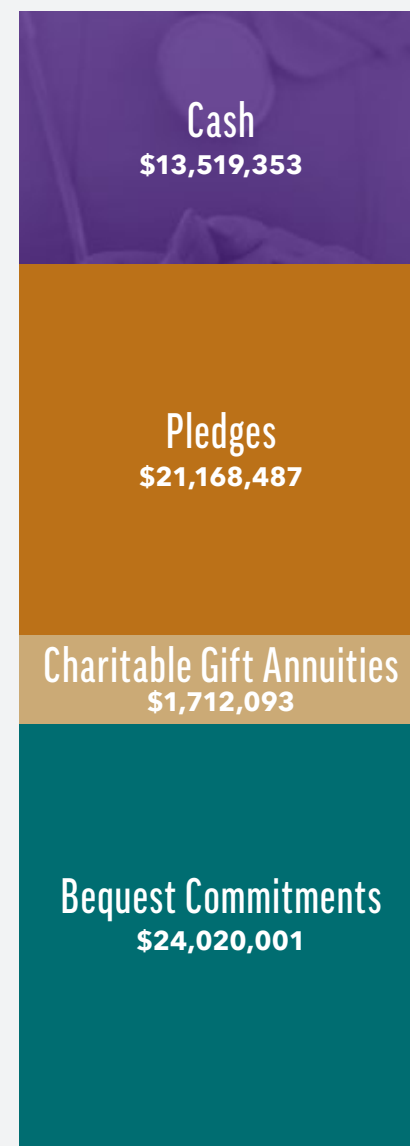 Cash
$13,519,353
Pledges
$21,168,487
Charitable Gift Annuities
$1,712,093
Bequest Commitments
$24,020,001